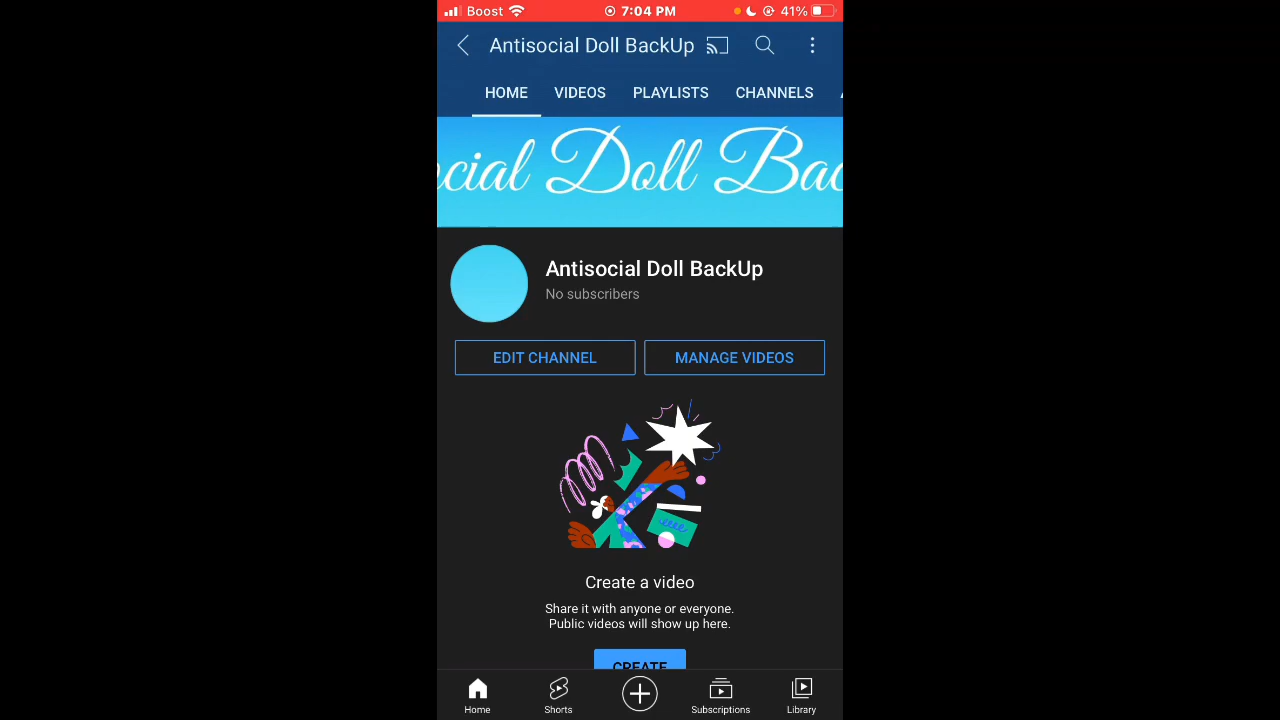 Boost 7:04 PM 41%
Antisocial Doll BackUp
HOME VIDEOS PLAYLISTS CHANNELS
ocial Doll Bac
Antisocial Doll BackUp
No subscribers
EDIT CHANNEL MANAGE VIDEOS
Create a video
Share it with anyone or everyone.
Public videos will show up here.
CREATE
Home Shorts Subscriptions Library